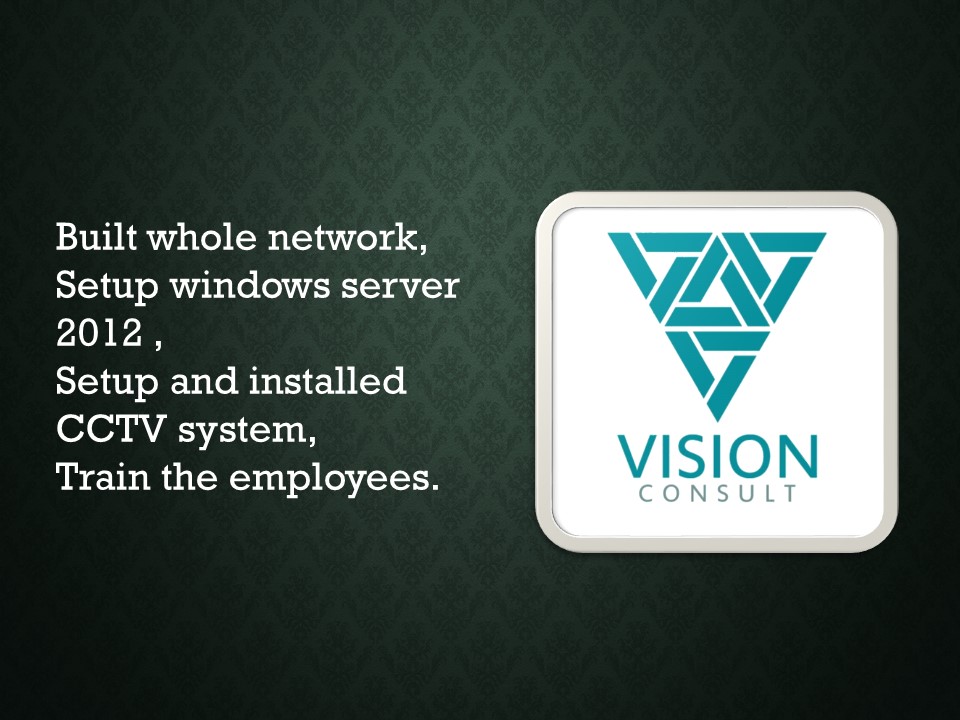 Built whole network,
Setup windows server
2012 ,
Setup and installed
CCTV system,
Train the employees.
VISION
CONSULT